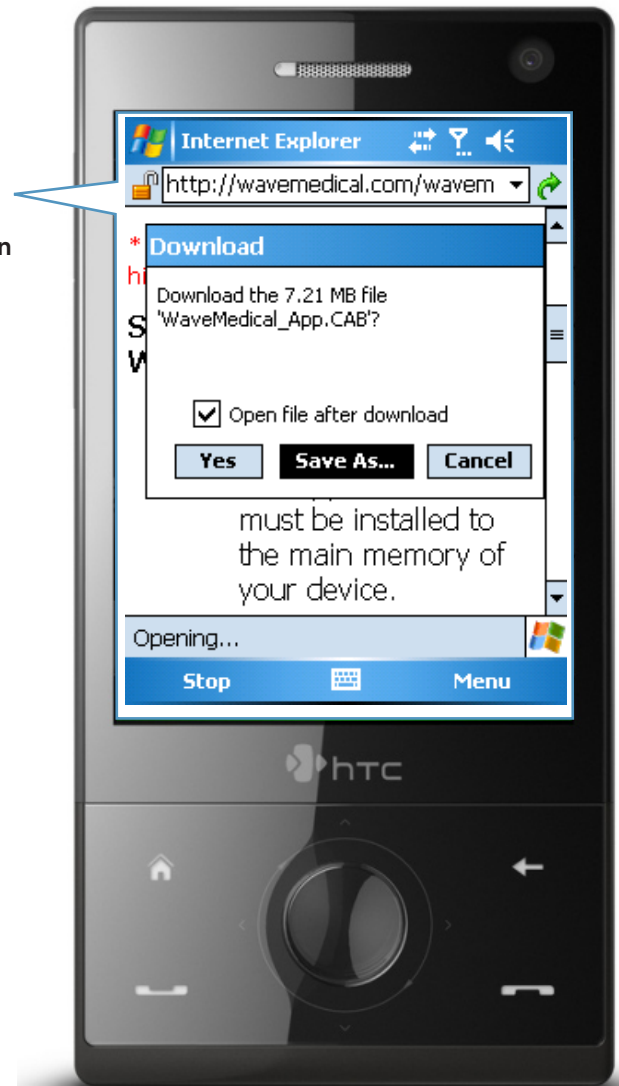 Internet Explorer
http://wavemedical.com/wavem
n
*
hi
Download
Download the 7.21 MB file
'WaveMedical_App.CAB'?
S
W
Open file after download
Yes Save As... Cancel
must be installed to
the main memory of
your device.
Opening...
Stop Menu
hTC